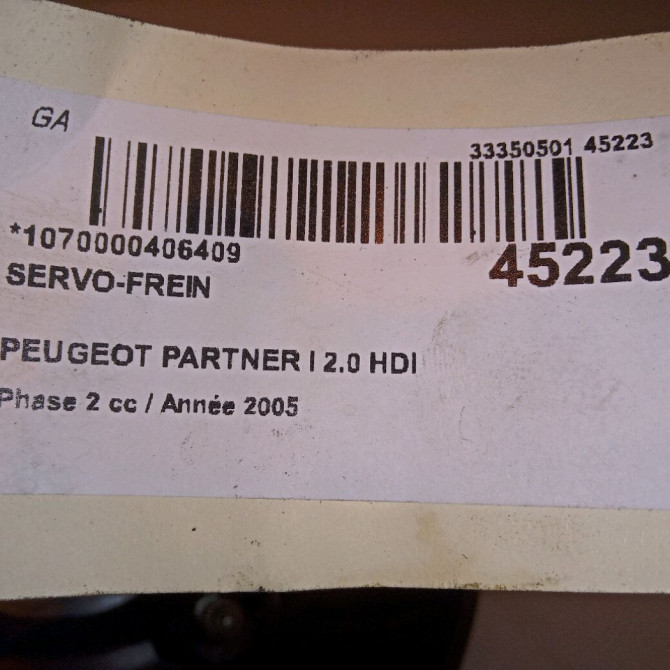 GA
33350501 45223
*1070000406409
45223
SERVO-FREIN
PEUGEOT PARTNER I 2.0 HDI
Phase 2 cc / Année 2005